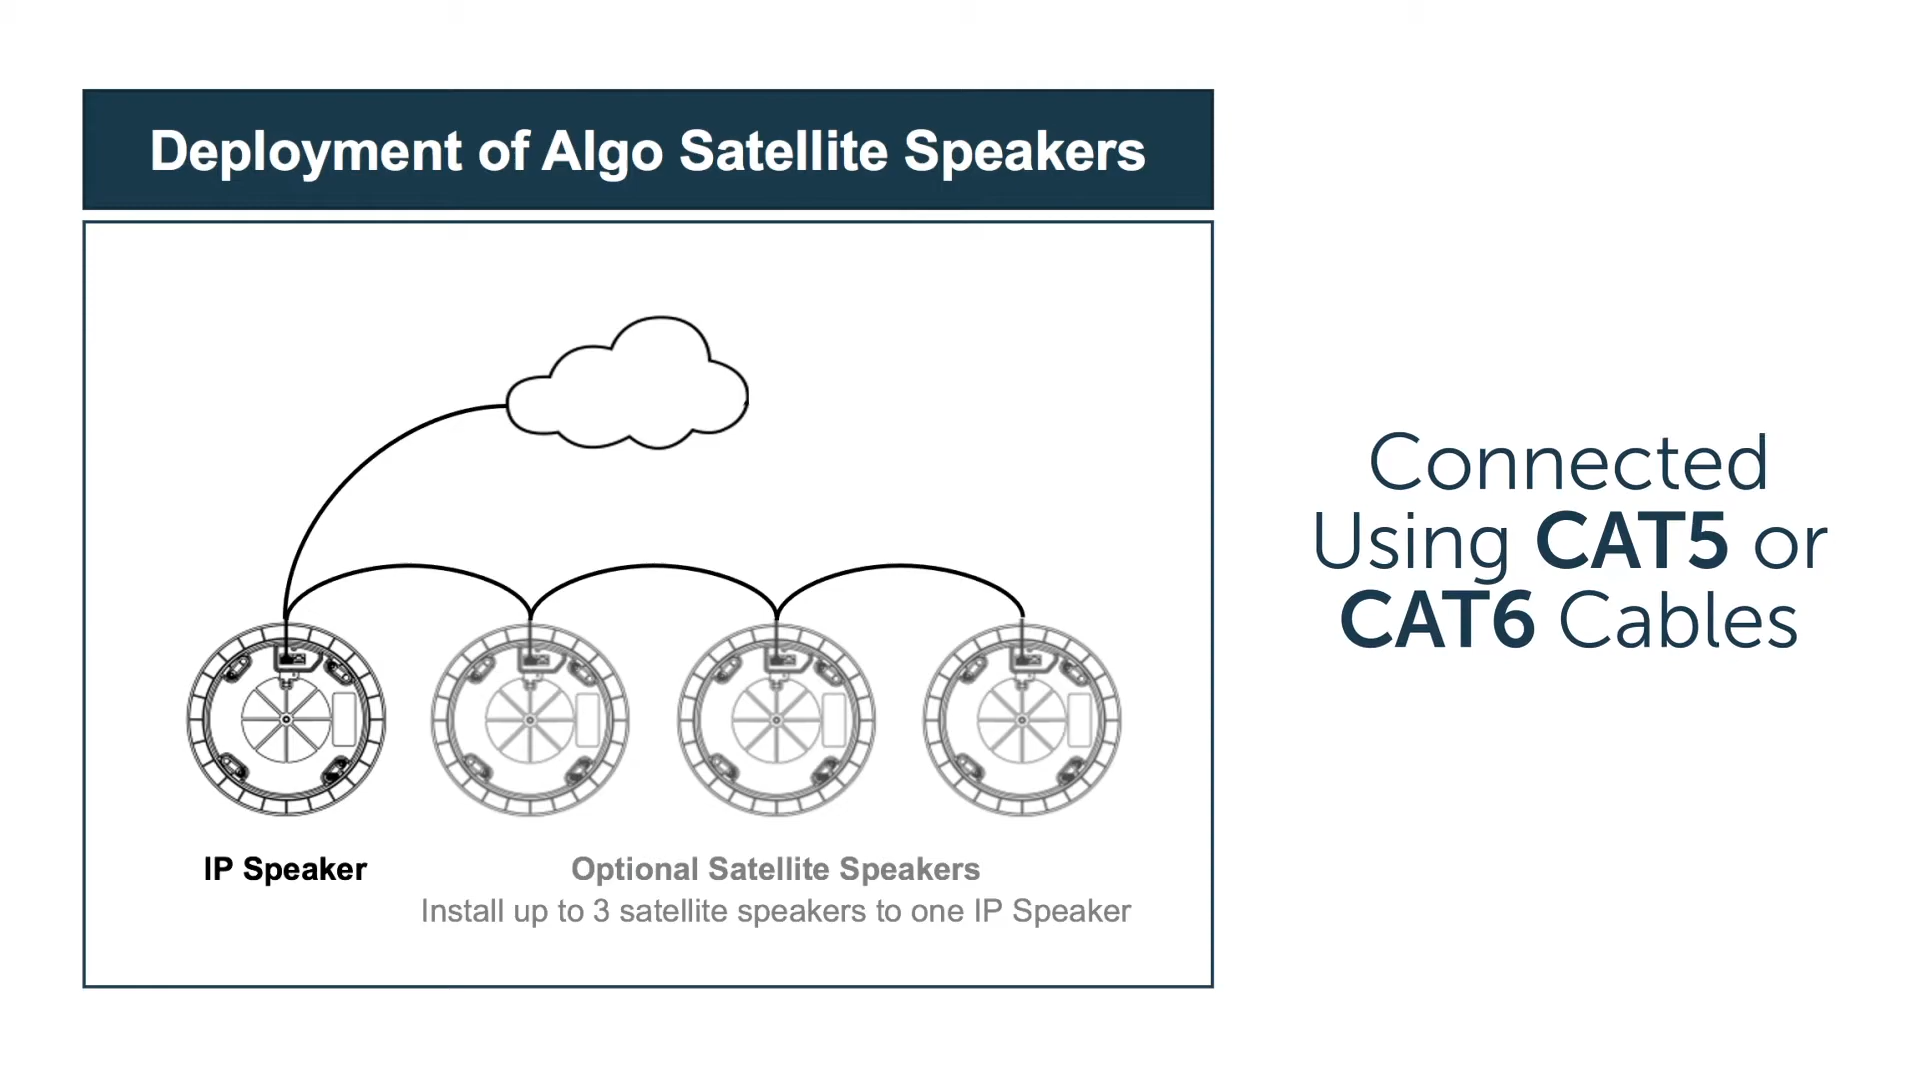 Deployment of Algo Satellite Speakers
IP Speaker
Optional Satellite Speakers
Install up to 3 satellite speakers to one IP Speaker
Connected
Using CAT5 or
CAT6 Cables